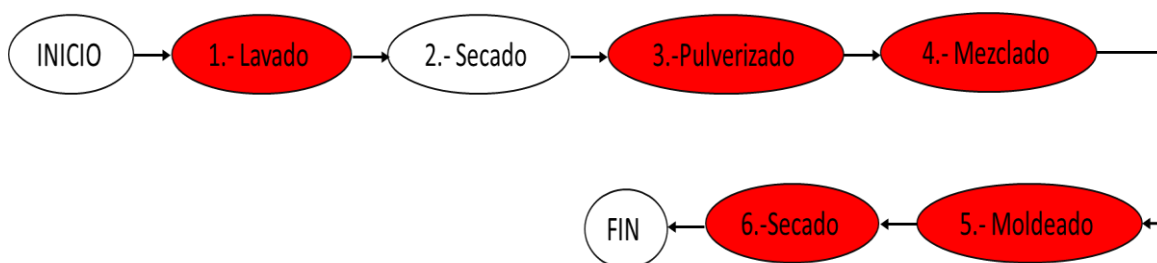 INICIO
1.- Lavado
2.- Secado
3.-Pulverizado
4.- Mezclado
5.- Moldeado
6.-Secado
FIN